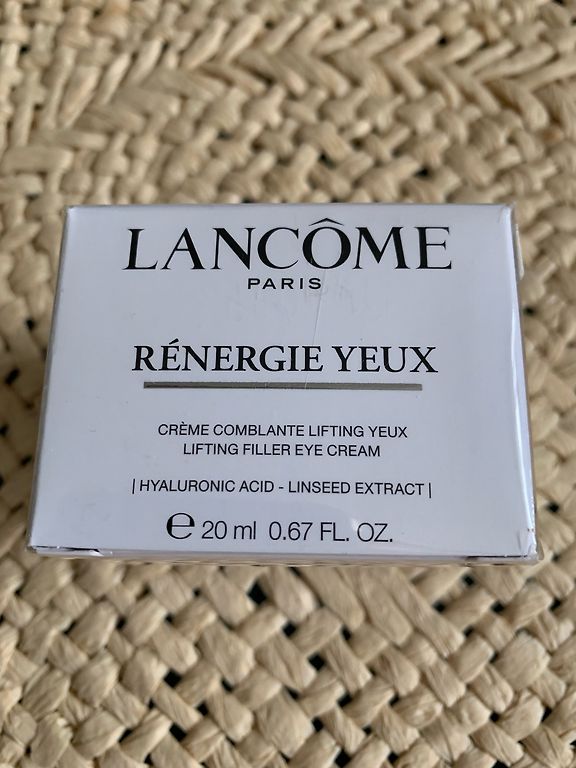 LANCÔME
PARIS
RÉNERGIE YEUX
CRÈME COMBLANTE LIFTING YEUX
LIFTING FILLER EYE CREAM
| HYALURONIC ACID - LINSEED EXTRACT |
℮ 20 ml 0.67 FL. OZ.